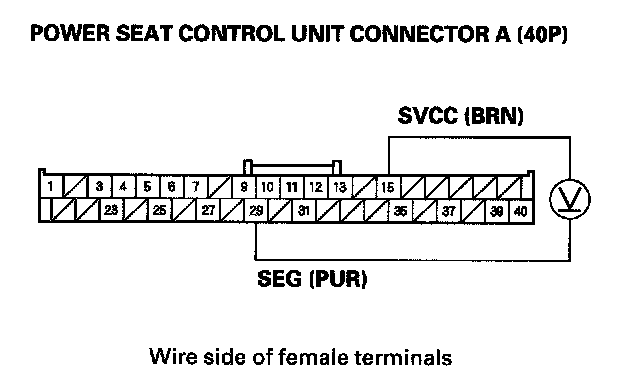 POWER SEAT CONTROL UNIT CONNECTOR A (40P)
SVCC (BRN)
1 3 4 5 6 7 9 10 11 12 13 15
23 25 27 29 31 35 37 39 40
V
SEG (PUR)
Wire side of female terminals